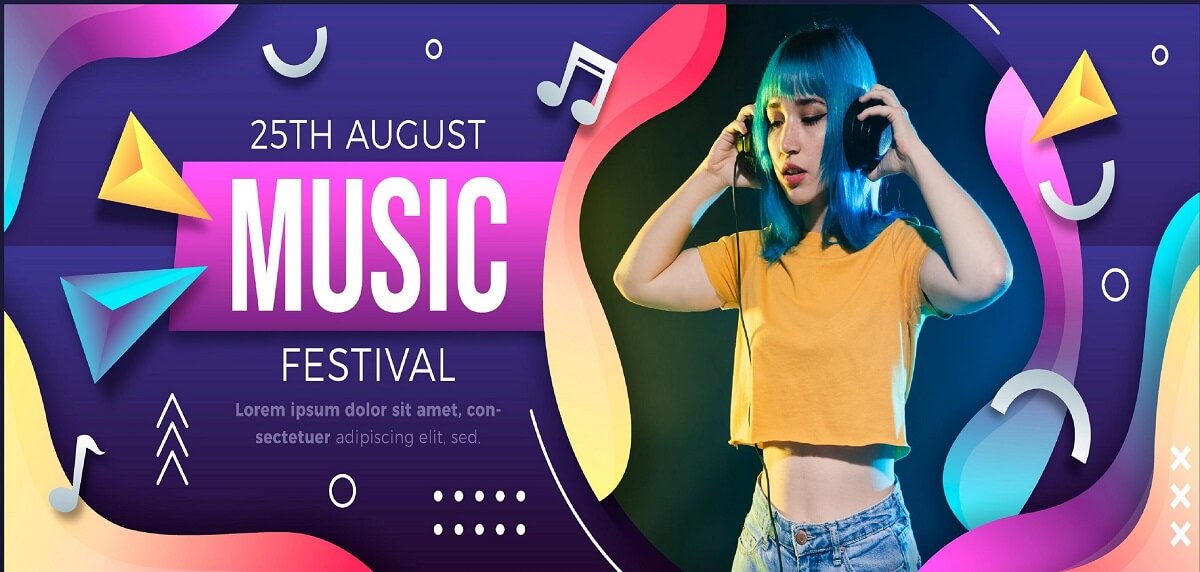 25TH AUGUST
MUSIC
FESTIVAL
Lorem ipsum dolor sit amet, con-
sectetuer adipiscing elit, sed.